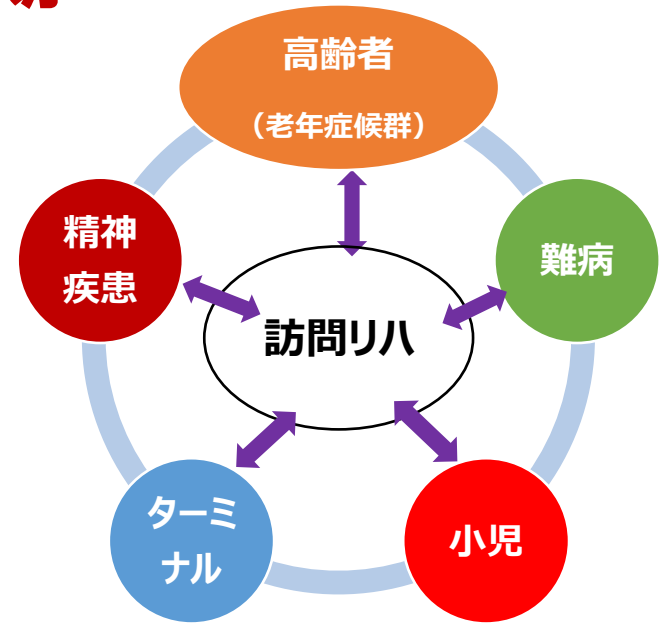 高齢者
（老年症候群）
精神
疾患
難病
訪問リハ
ターミ
ナル
小児